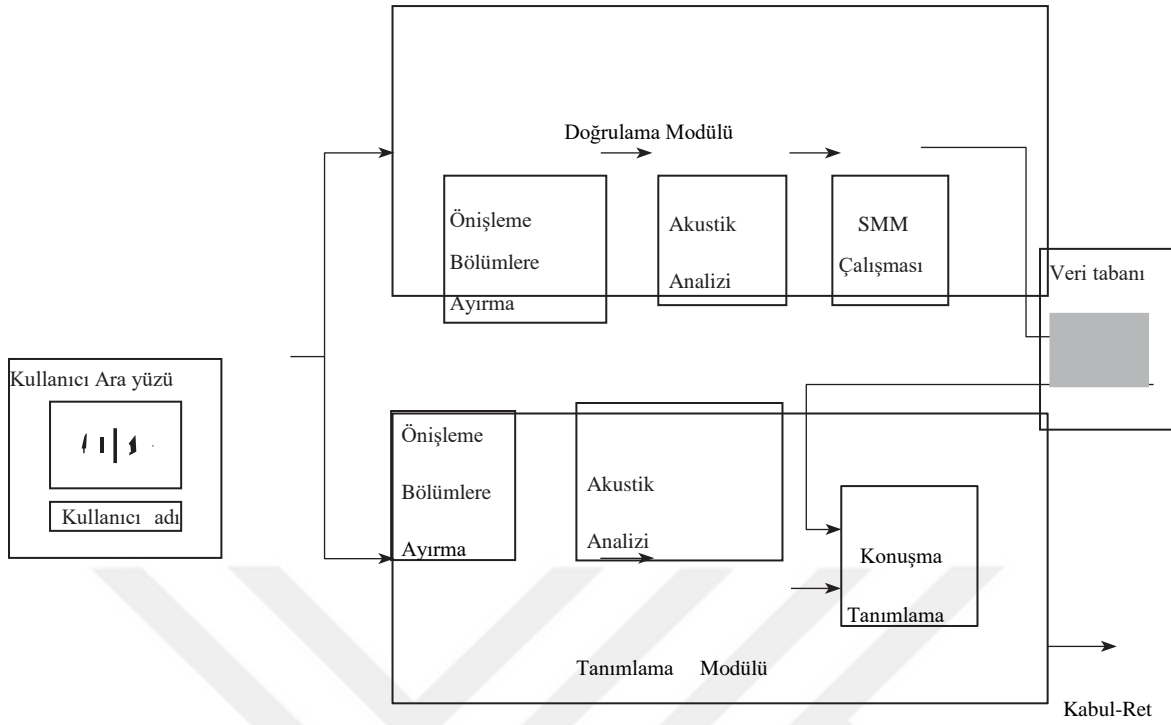 Doğrulama Modülü
Önişleme
Bölümlere
Ayırma
Akustik
Analizi
SMM
Çalışması
Veri tabanı
Kullanıcı Ara yüzü
Kullanıcı adı
Önişleme
Bölümlere
Ayırma
Akustik
Analizi
Konuşma
Tanımlama
Tanımlama Modülü
Kabul-Ret